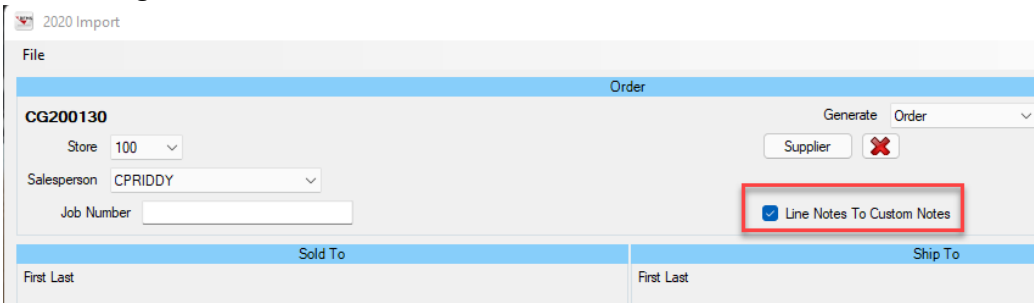 2020 Import
File
Order
CG200130
Generate Order
Store 100
Supplier
Salesperson CPRIDDY
Job Number
Line Notes To Custom Notes
Sold To
Ship To
First Last
First Last